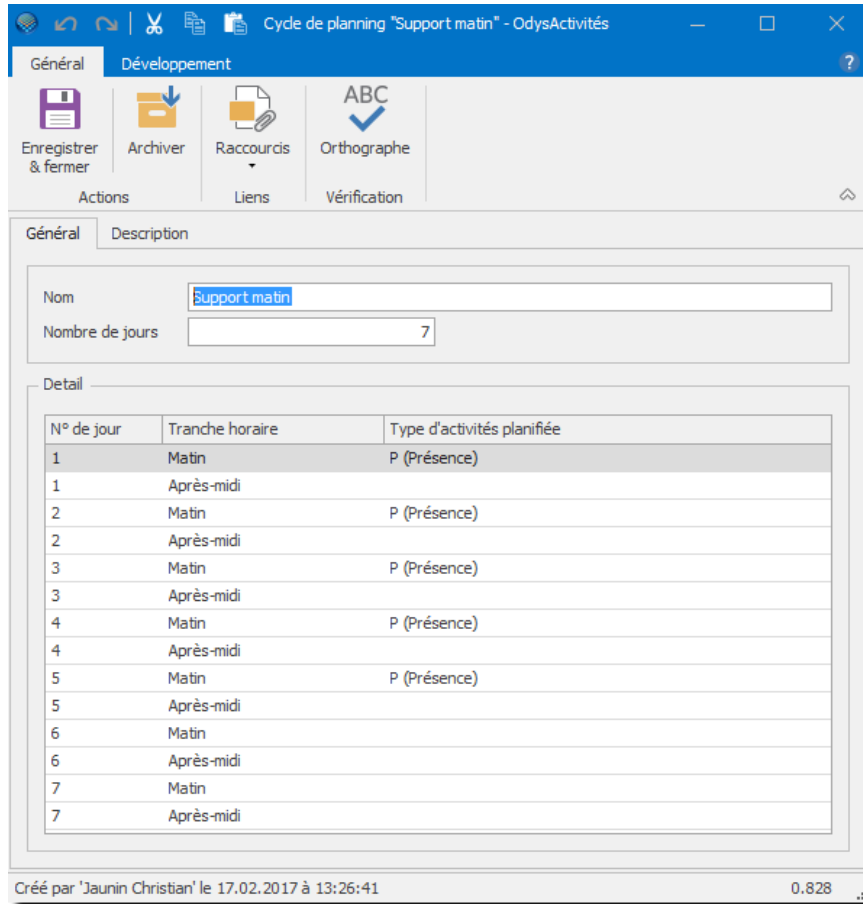 Cycle de planning "Support matin" - OdysActivités
Général Développement
?
ABC
Enregistrer & fermer Archiver Raccourcis Orthographe
Actions Liens Vérification
Général Description
Nom Support matin
Nombre de jours 7
Detail
N° de jour Tranche horaire Type d'activités planifiée
1 Matin P (Présence)
1 Après-midi
2 Matin P (Présence)
2 Après-midi
3 Matin P (Présence)
3 Après-midi
4 Matin P (Présence)
4 Après-midi
5 Matin P (Présence)
5 Après-midi
6 Matin
6 Après-midi
7 Matin
7 Après-midi
Créé par 'Jaunin Christian' le 17.02.2017 à 13:26:41 0.828